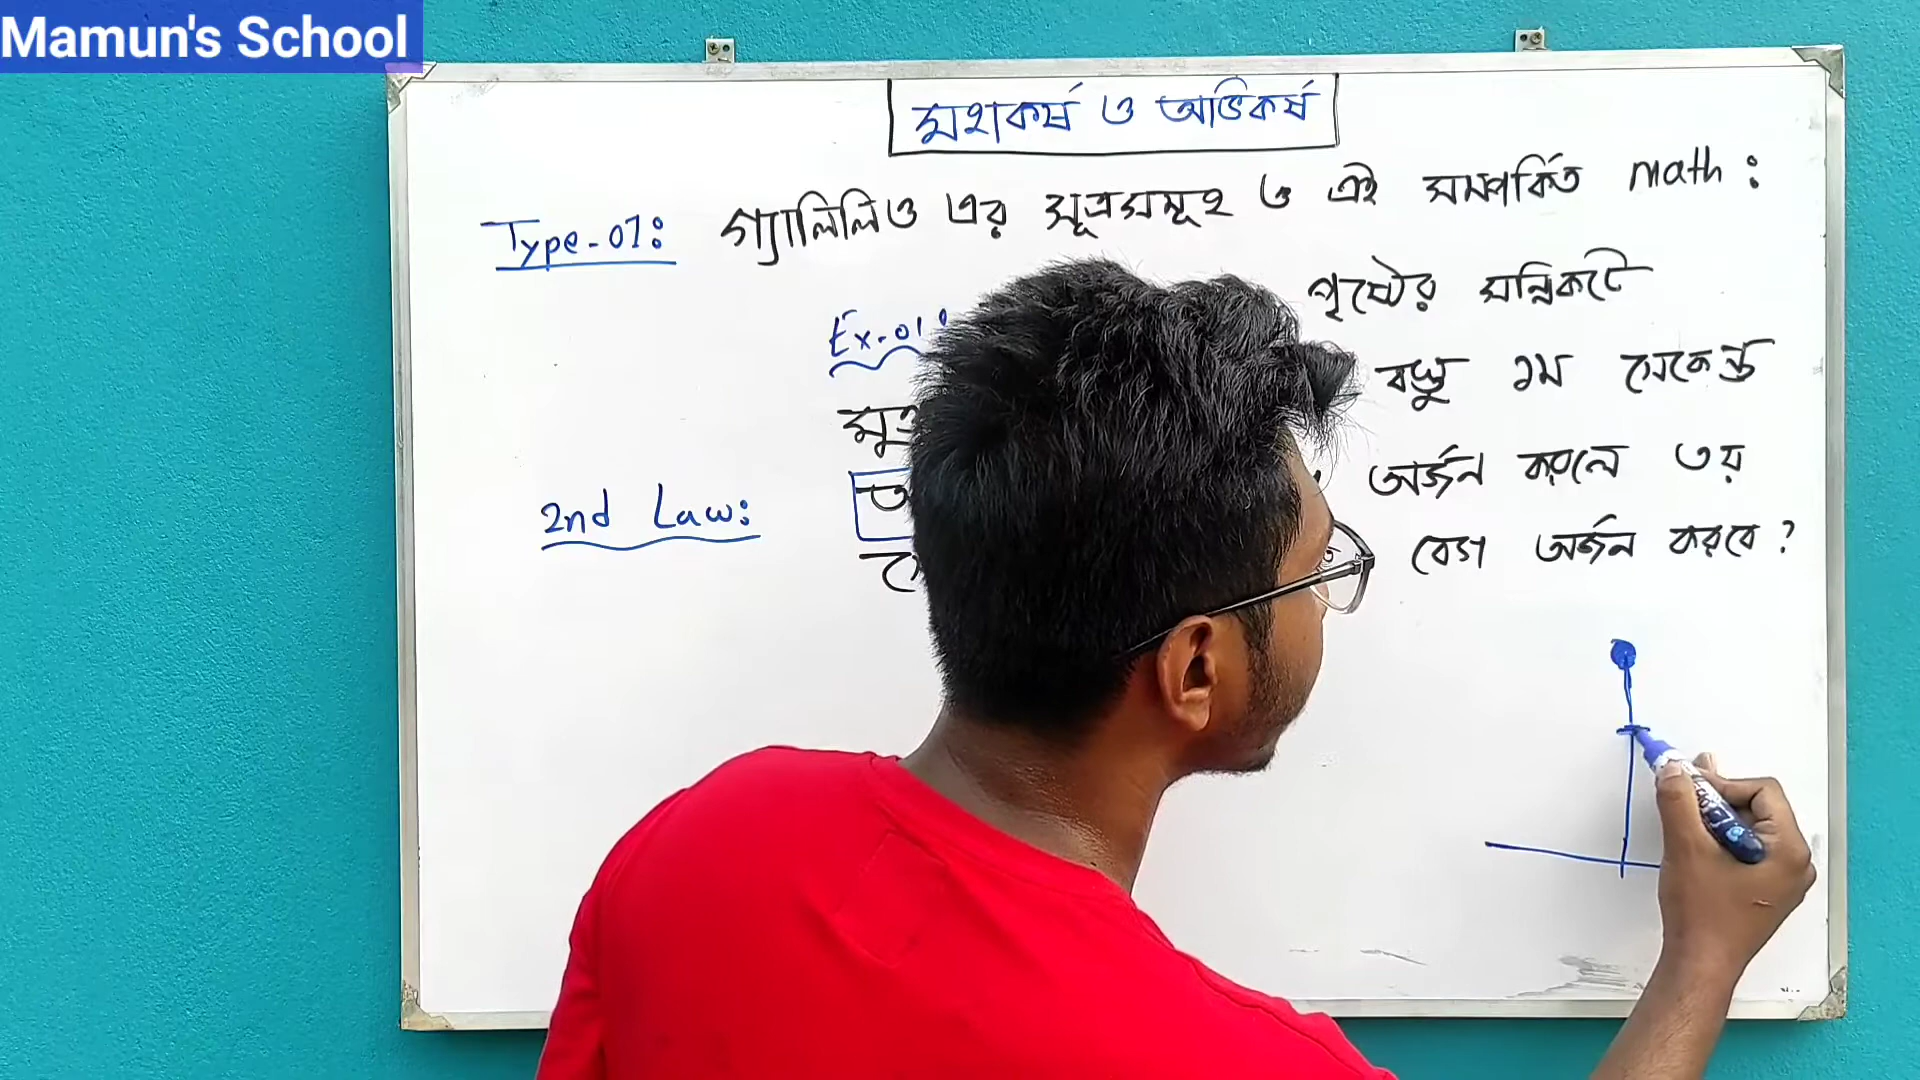 Mamun's School
মহাকর্ষ ও অভিকর্ষ
Type-01: গ্যালিলিও এর সূত্রসমূহ ও এই সম্পর্কিত math:
Ex-01: পৃষ্ঠের সন্নিকটে
বস্তু ১ম সেকেন্ড
অর্জন করলে ৩য়
2nd Law:
বেগ অর্জন করবে?